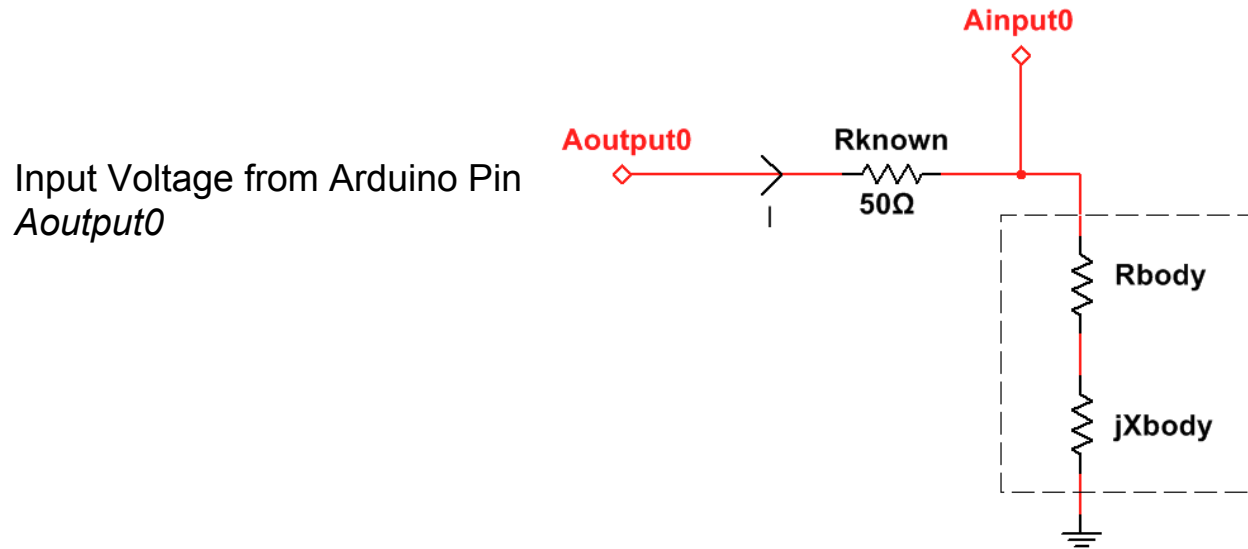 Ainput0
Aoutput0
Rknown
Input Voltage from Arduino Pin
Aoutput0
50Ω
I
Rbody
jXbody